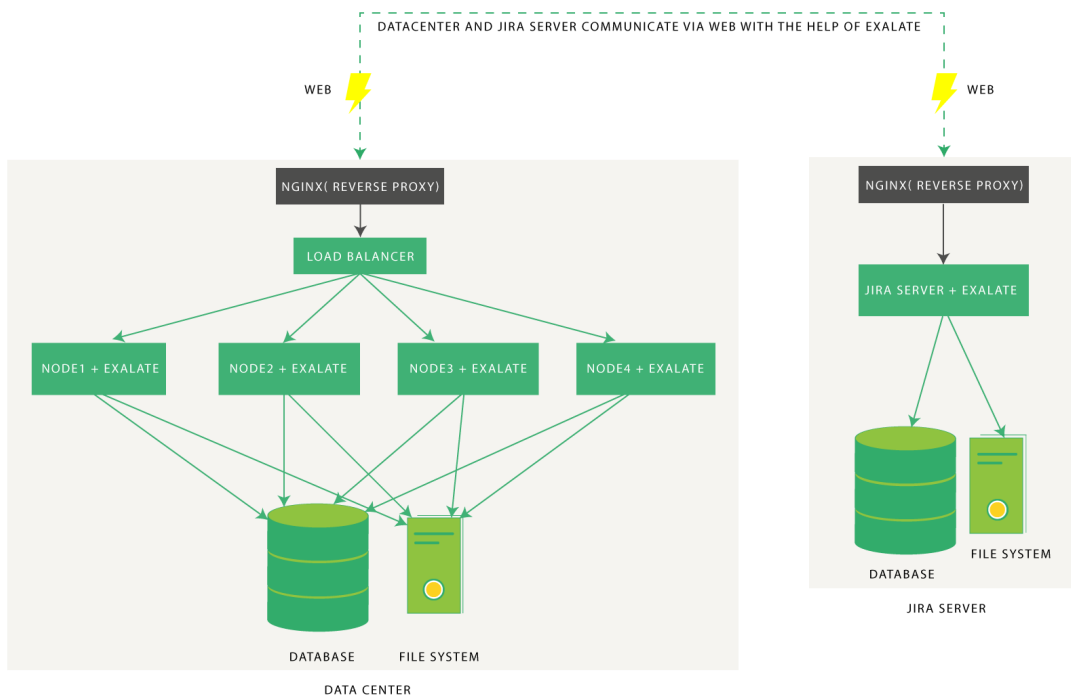 DATACENTER AND JIRA SERVER COMMUNICATE VIA WEB WITH THE HELP OF EXALATE
WEB
WEB
NGINX( REVERSE PROXY)
LOAD BALANCER
NODE1 + EXALATE
NODE2 + EXALATE
NODE3 + EXALATE
NODE4 + EXALATE
DATABASE
FILE SYSTEM
DATA CENTER
NGINX( REVERSE PROXY)
JIRA SERVER + EXALATE
FILE SYSTEM
DATABASE
JIRA SERVER